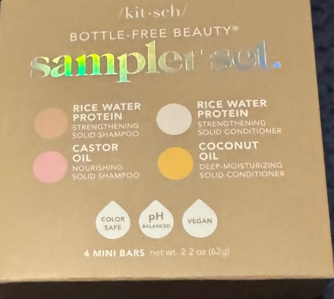 /kit·sch/
BOTTLE-FREE BEAUTY®
sampler set.
RICE WATER
PROTEIN
STRENGTHENING
SOLID SHAMPOO
RICE WATER
PROTEIN
STRENGTHENING
SOLID CONDITIONER
CASTOR
OIL
NOURISHING
SOLID SHAMPOO
COCONUT
OIL
DEEP-MOISTURIZING
SOLID CONDITIONER
COLOR
SAFE
pH
BALANCED
VEGAN
4 MINI BARS net wt. 2.2 oz (62g)